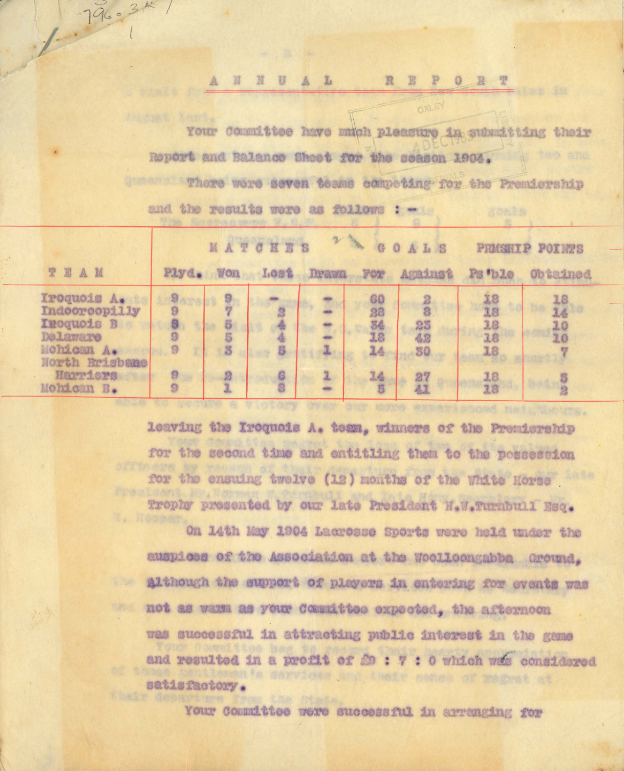 796.3
1
ANNUAL REPORT
OXLEY
4 DEC 19
Your Committee have much pleasure in submitting their
Report and Balance Sheet for the season 1904.
There were seven teams competing for the Premiership
and the results were as follows : -
MATCHES GOALS PEMSHIP POINTS
TEAM Plyd. Won Lost Drawn For Against Ps'ble Obtained
Iroquois A. 9 9 - - 60 2 18 18
Indooroopilly 9 7 2 - 28 8 18 14
Iroquois B 9 5 4 - 34 23 18 10
Delaware 9 5 4 - 18 42 18 10
Mohican A. 9 3 5 1 14 30 18 7
North Brisbane
Harriers 9 2 6 1 14 27 18 5
Mohican B. 9 1 8 - 5 41 18 2
leaving the Iroquois A. team, winners of the Premiership
for the second time and entitling them to the possession
for the ensuing twelve (12) months of the White Horse
Trophy presented by our late President N.W.Turnbull Esq.
On 14th May 1904 Lacrosse Sports were held under the
auspices of the Association at the Woolloongabba Ground,
Although the support of players in entering for events was
not as warm as your Committee expected, the afternoon
was successful in attracting public interest in the game
and resulted in a profit of £9 : 7 : 0 which was considered
satisfactory.
Your Committee were successful in arranging for